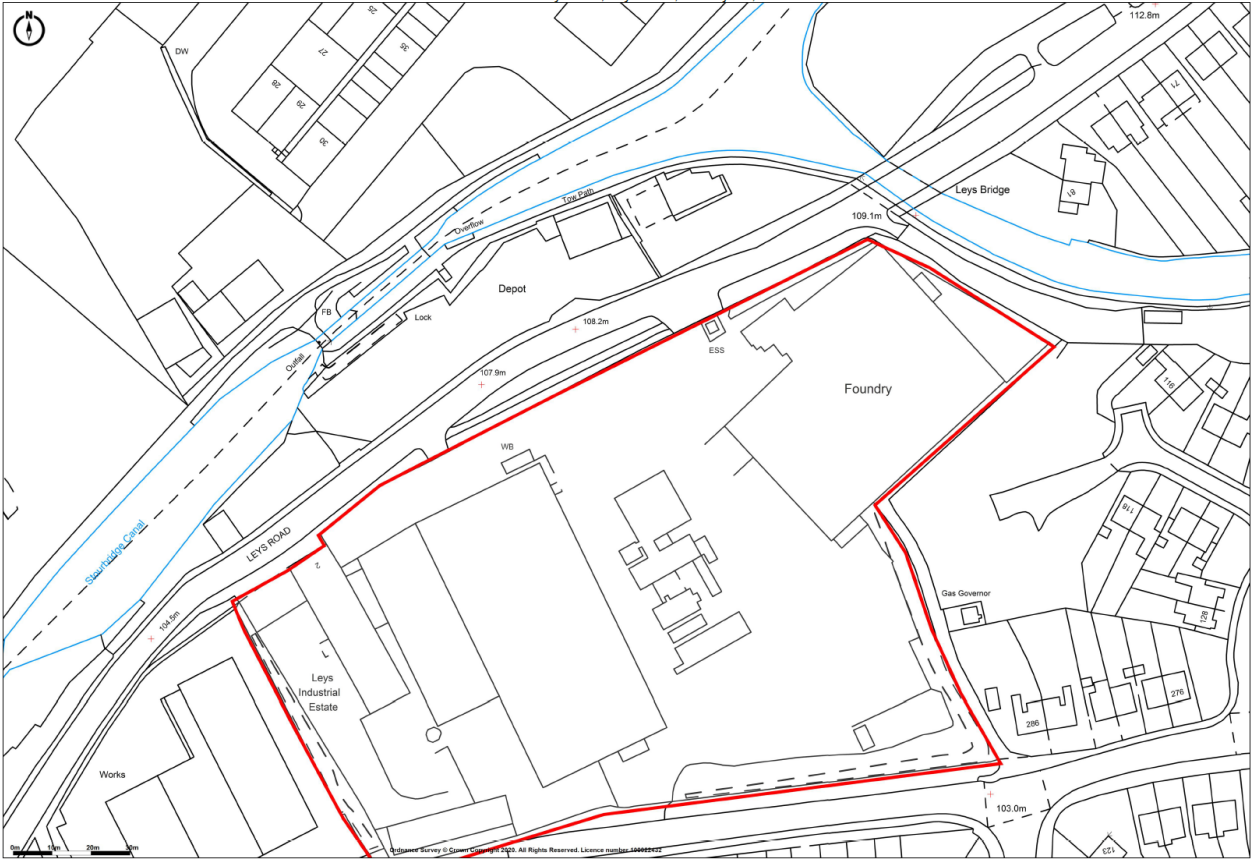 N
112.8m
DW
25
27
35
28
29
30
71
81
Leys Bridge
109.1m
Tow Path
Overflow
Depot
FB
Lock
108.2m
Outfall
ESS
107.9m
Foundry
116
WB
118
Stourbridge Canal
LEYS ROAD
2
Gas Governor
128
104.5m
Leys
Industrial
Estate
276
286
Works
103.0m
123
0m 10m 20m 30m
Ordnance Survey © Crown Copyright 2020. All Rights Reserved. Licence number 100022432